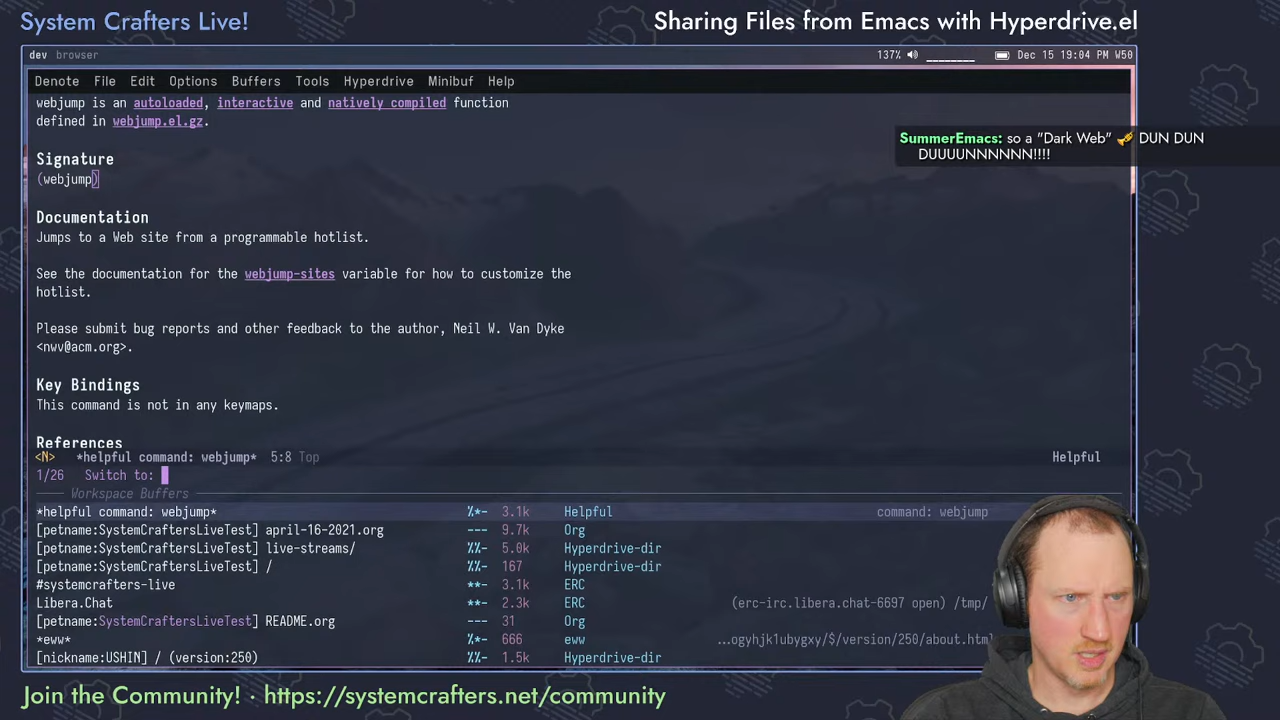 System Crafters Live!
Sharing Files from Emacs with Hyperdrive.el
dev browser
137% Dec 15 19:04 PM W50
Denote File Edit Options Buffers Tools Hyperdrive Minibuf Help
webjump is an autoloaded, interactive and natively compiled function
defined in webjump.el.gz.
SummerEmacs: so a "Dark Web" 🎺 DUN DUN
DUUUUNNNNNN!!!!
Signature
(webjump)
Documentation
Jumps to a Web site from a programmable hotlist.
See the documentation for the webjump-sites variable for how to customize the
hotlist.
Please submit bug reports and other feedback to the author, Neil W. Van Dyke
<nwv@acm.org>.
Key Bindings
This command is not in any keymaps.
References
<N> *helpful command: webjump* 5:8 Top Helpful
1/26 Switch to:
Workspace Buffers
*helpful command: webjump* %*- 3.1k Helpful command: webjump
[petname:SystemCraftersLiveTest] april-16-2021.org --- 9.7k Org
[petname:SystemCraftersLiveTest] live-streams/ %%- 5.0k Hyperdrive-dir
[petname:SystemCraftersLiveTest] / %%- 167 Hyperdrive-dir
#systemcrafters-live **- 3.1k ERC
Libera.Chat **- 2.3k ERC (erc-irc.libera.chat-6697 open) /tmp/
[petname:SystemCraftersLiveTest] README.org --- 31 Org
*eww* %*- 666 eww …ogyhjk1ubygxy/$/version/250/about.html
[nickname:USHIN] / (version:250) %%- 1.5k Hyperdrive-dir
Join the Community! · https://systemcrafters.net/community